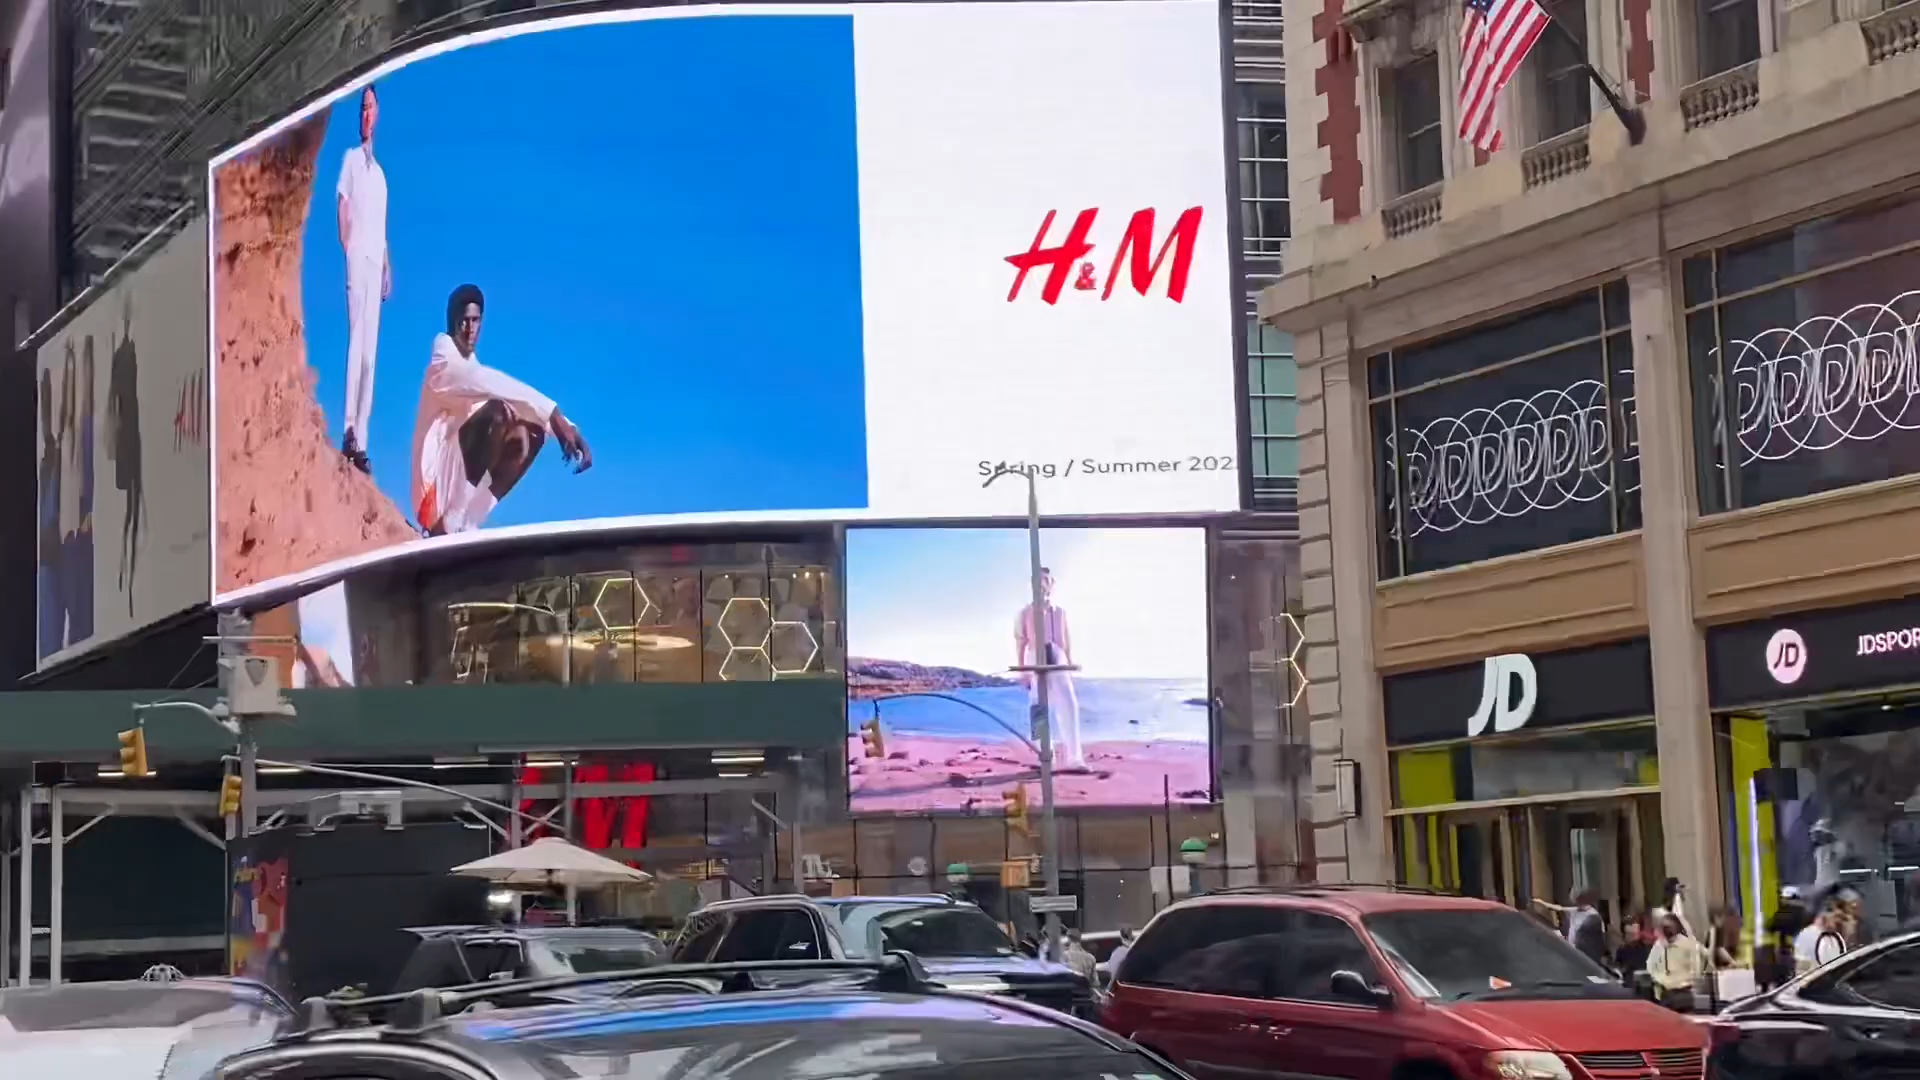 H&M
Spring / Summer 202
H&M
JD
JD
JDSPOR